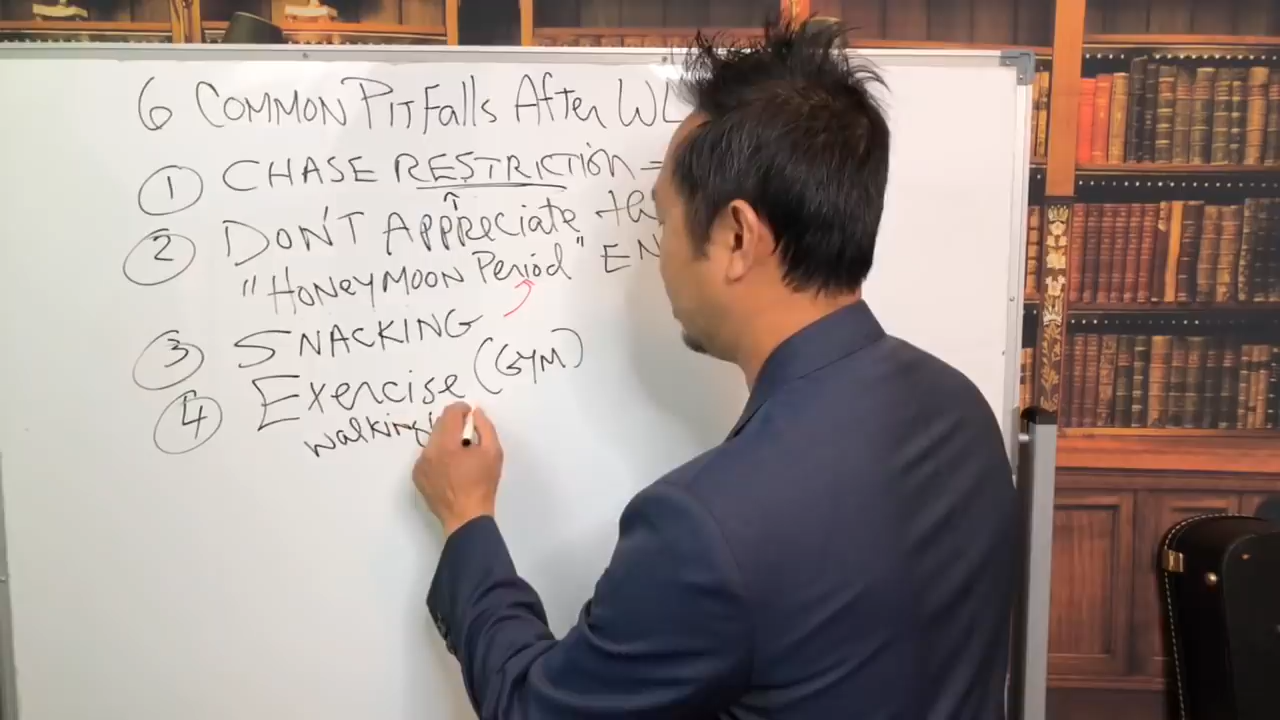 6 COMMON PITFAlls AfTER WL
① CHASE RESTRICTION =
② DON'T APPReciate th
"HONEYMOON Period" EN
③ SNACKING
④ Exercise (GYM)
walking